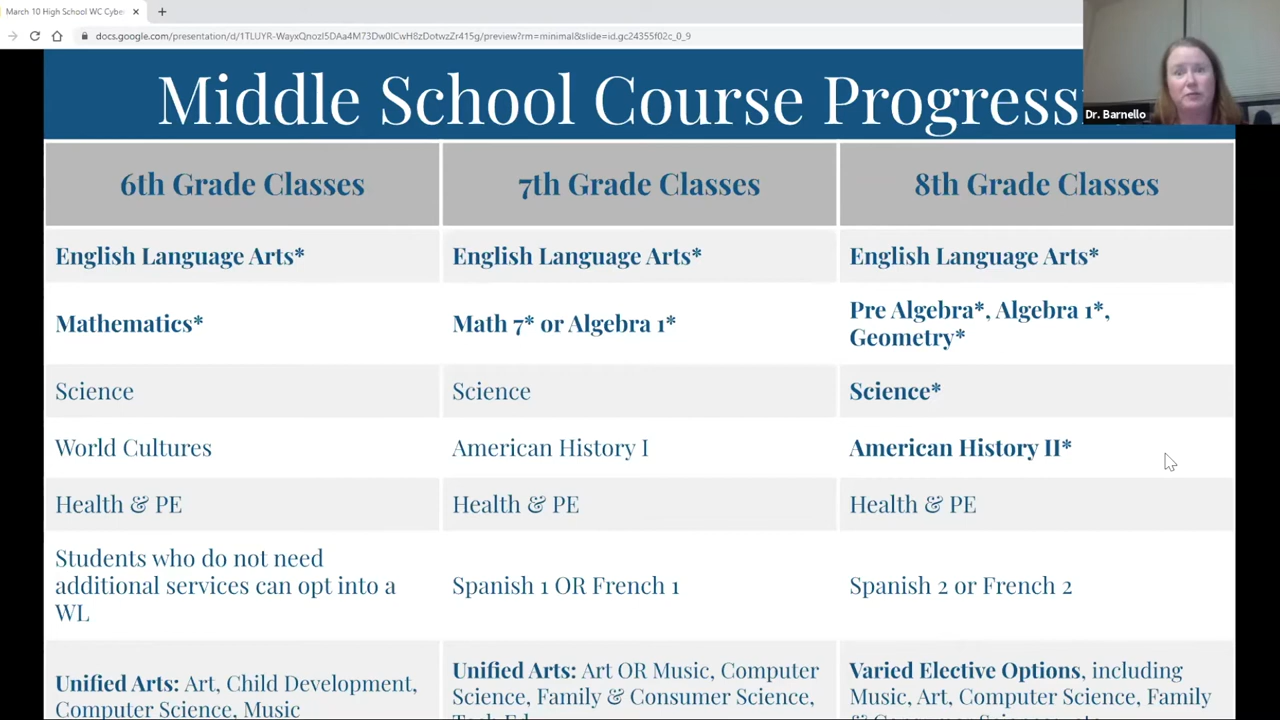 March 10 High School WC Cybe
docs.google.com/presentation/d/1TLUYR-WayxQnozI5DAa4M73Dw0ICwH8zDotwzZr415g/preview?rm=minimal&slide=id.gc24355f02c_0_9
Middle School Course Progress
Dr. Barnello
6th Grade Classes
7th Grade Classes
8th Grade Classes
English Language Arts*
English Language Arts*
English Language Arts*
Mathematics*
Math 7* or Algebra 1*
Pre Algebra*, Algebra 1*,
Geometry*
Science
Science
Science*
World Cultures
American History I
American History II*
Health & PE
Health & PE
Health & PE
Students who do not need
additional services can opt into a
WL
Spanish 1 OR French 1
Spanish 2 or French 2
Unified Arts: Art, Child Development,
Computer Science, Music
Unified Arts: Art OR Music, Computer
Science, Family & Consumer Science,
Tech Ed
Varied Elective Options, including
Music, Art, Computer Science, Family
& Consumer Science